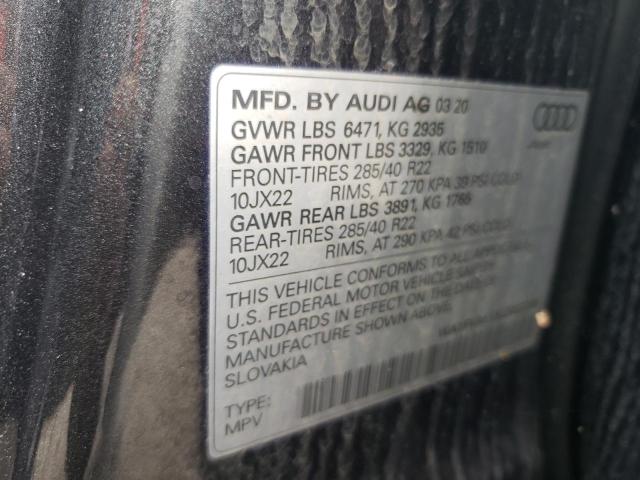 MFD. BY AUDI AG 03 20
GVWR LBS 6471, KG 2935
GAWR FRONT LBS 3329, KG 1510
FRONT-TIRES 285/40 R22
10JX22 RIMS, AT 270 KPA 39 PSI COLD
GAWR REAR LBS 3891, KG 1765
REAR-TIRES 285/40 R22
10JX22 RIMS, AT 290 KPA 42 PSI COLD
THIS VEHICLE CONFORMS TO ALL APPLICABLE
U.S. FEDERAL MOTOR VEHICLE SAFETY
STANDARDS IN EFFECT ON THE DATE OF
MANUFACTURE SHOWN ABOVE.
SLOVAKIA
TYPE:
MPV
Audi